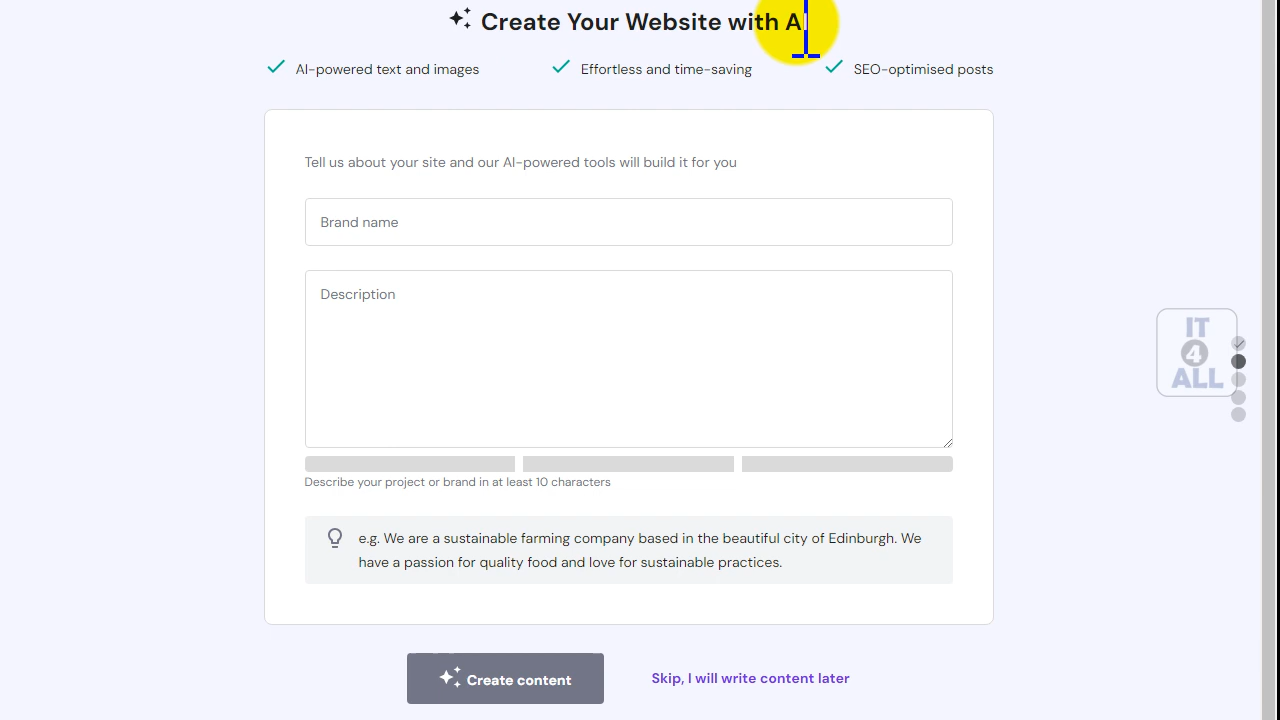 Create Your Website with AI
AI-powered text and images
Effortless and time-saving
SEO-optimised posts
Tell us about your site and our AI-powered tools will build it for you
Brand name
Description
IT
4
ALL
Describe your project or brand in at least 10 characters
e.g. We are a sustainable farming company based in the beautiful city of Edinburgh. We
have a passion for quality food and love for sustainable practices.
Create content
Skip, I will write content later